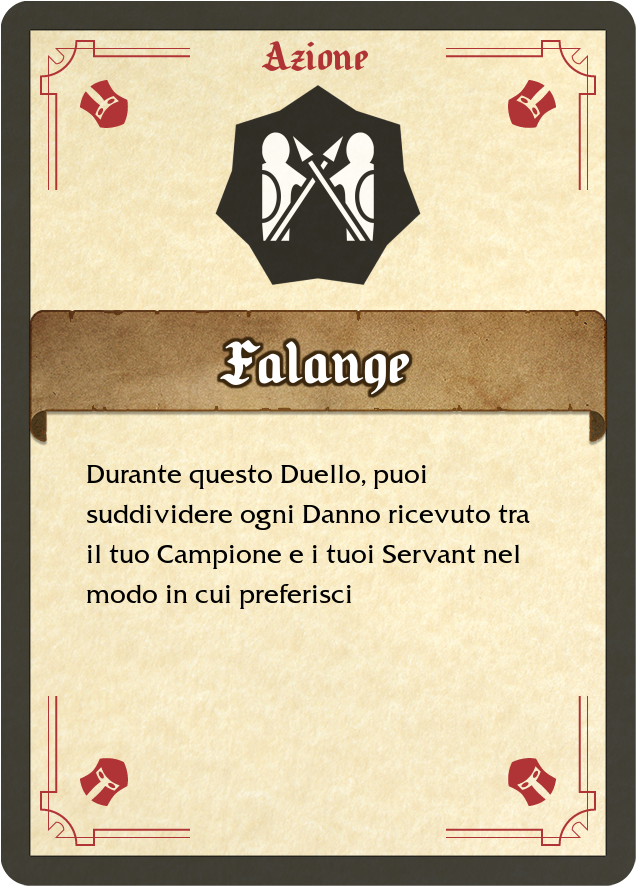 Azione
Falange
Durante questo Duello, puoi
suddividere ogni Danno ricevuto tra
il tuo Campione e i tuoi Servant nel
modo in cui preferisci